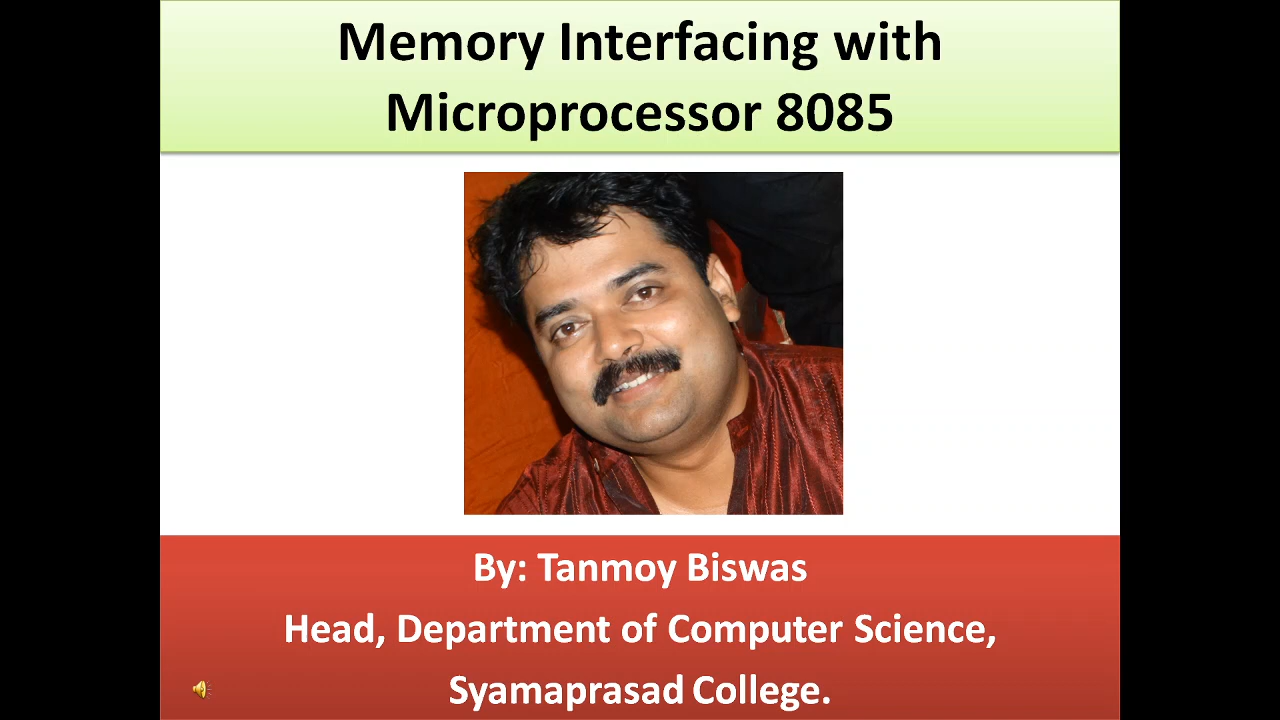 Memory Interfacing with
Microprocessor 8085
By: Tanmoy Biswas
Head, Department of Computer Science,
Syamaprasad College.